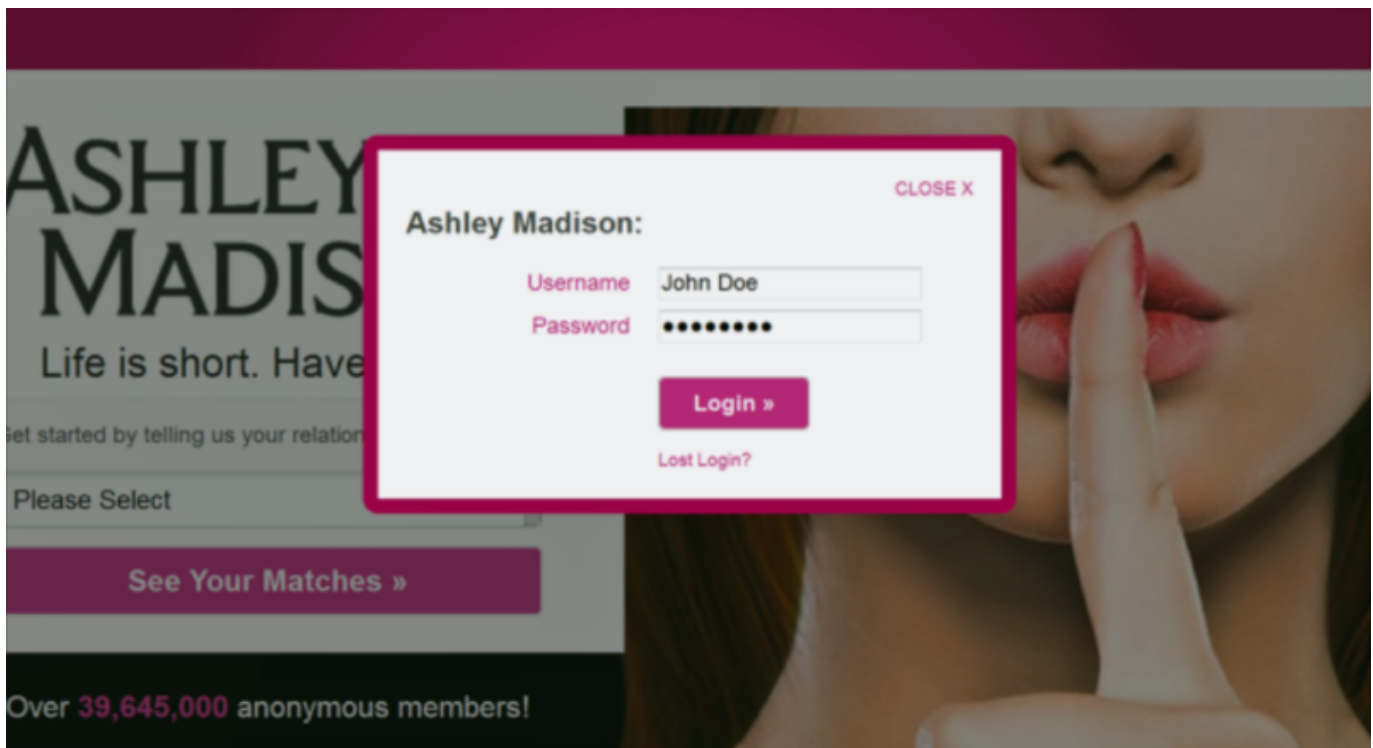 ASHLEY
MADIS
Life is short. Have
Get started by telling us your relation
Please Select
See Your Matches »
Over 39,645,000 anonymous members!
CLOSE X
Ashley Madison:
Username John Doe
Password ●●●●●●●●
Login »
Lost Login?